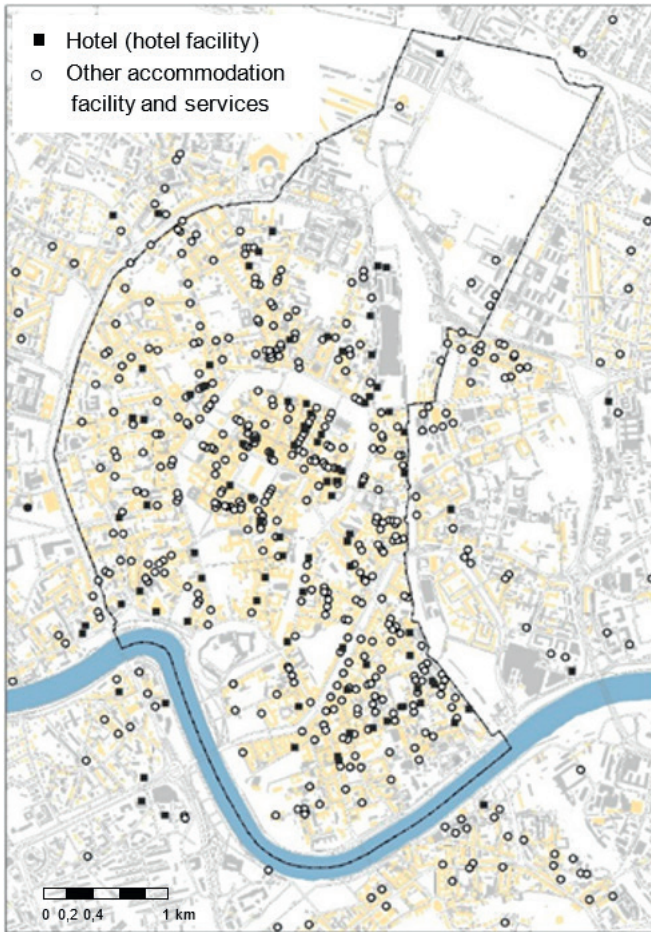 Hotel (hotel facility)
Other accommodation
facility and services
0 0,2 0,4 1 km